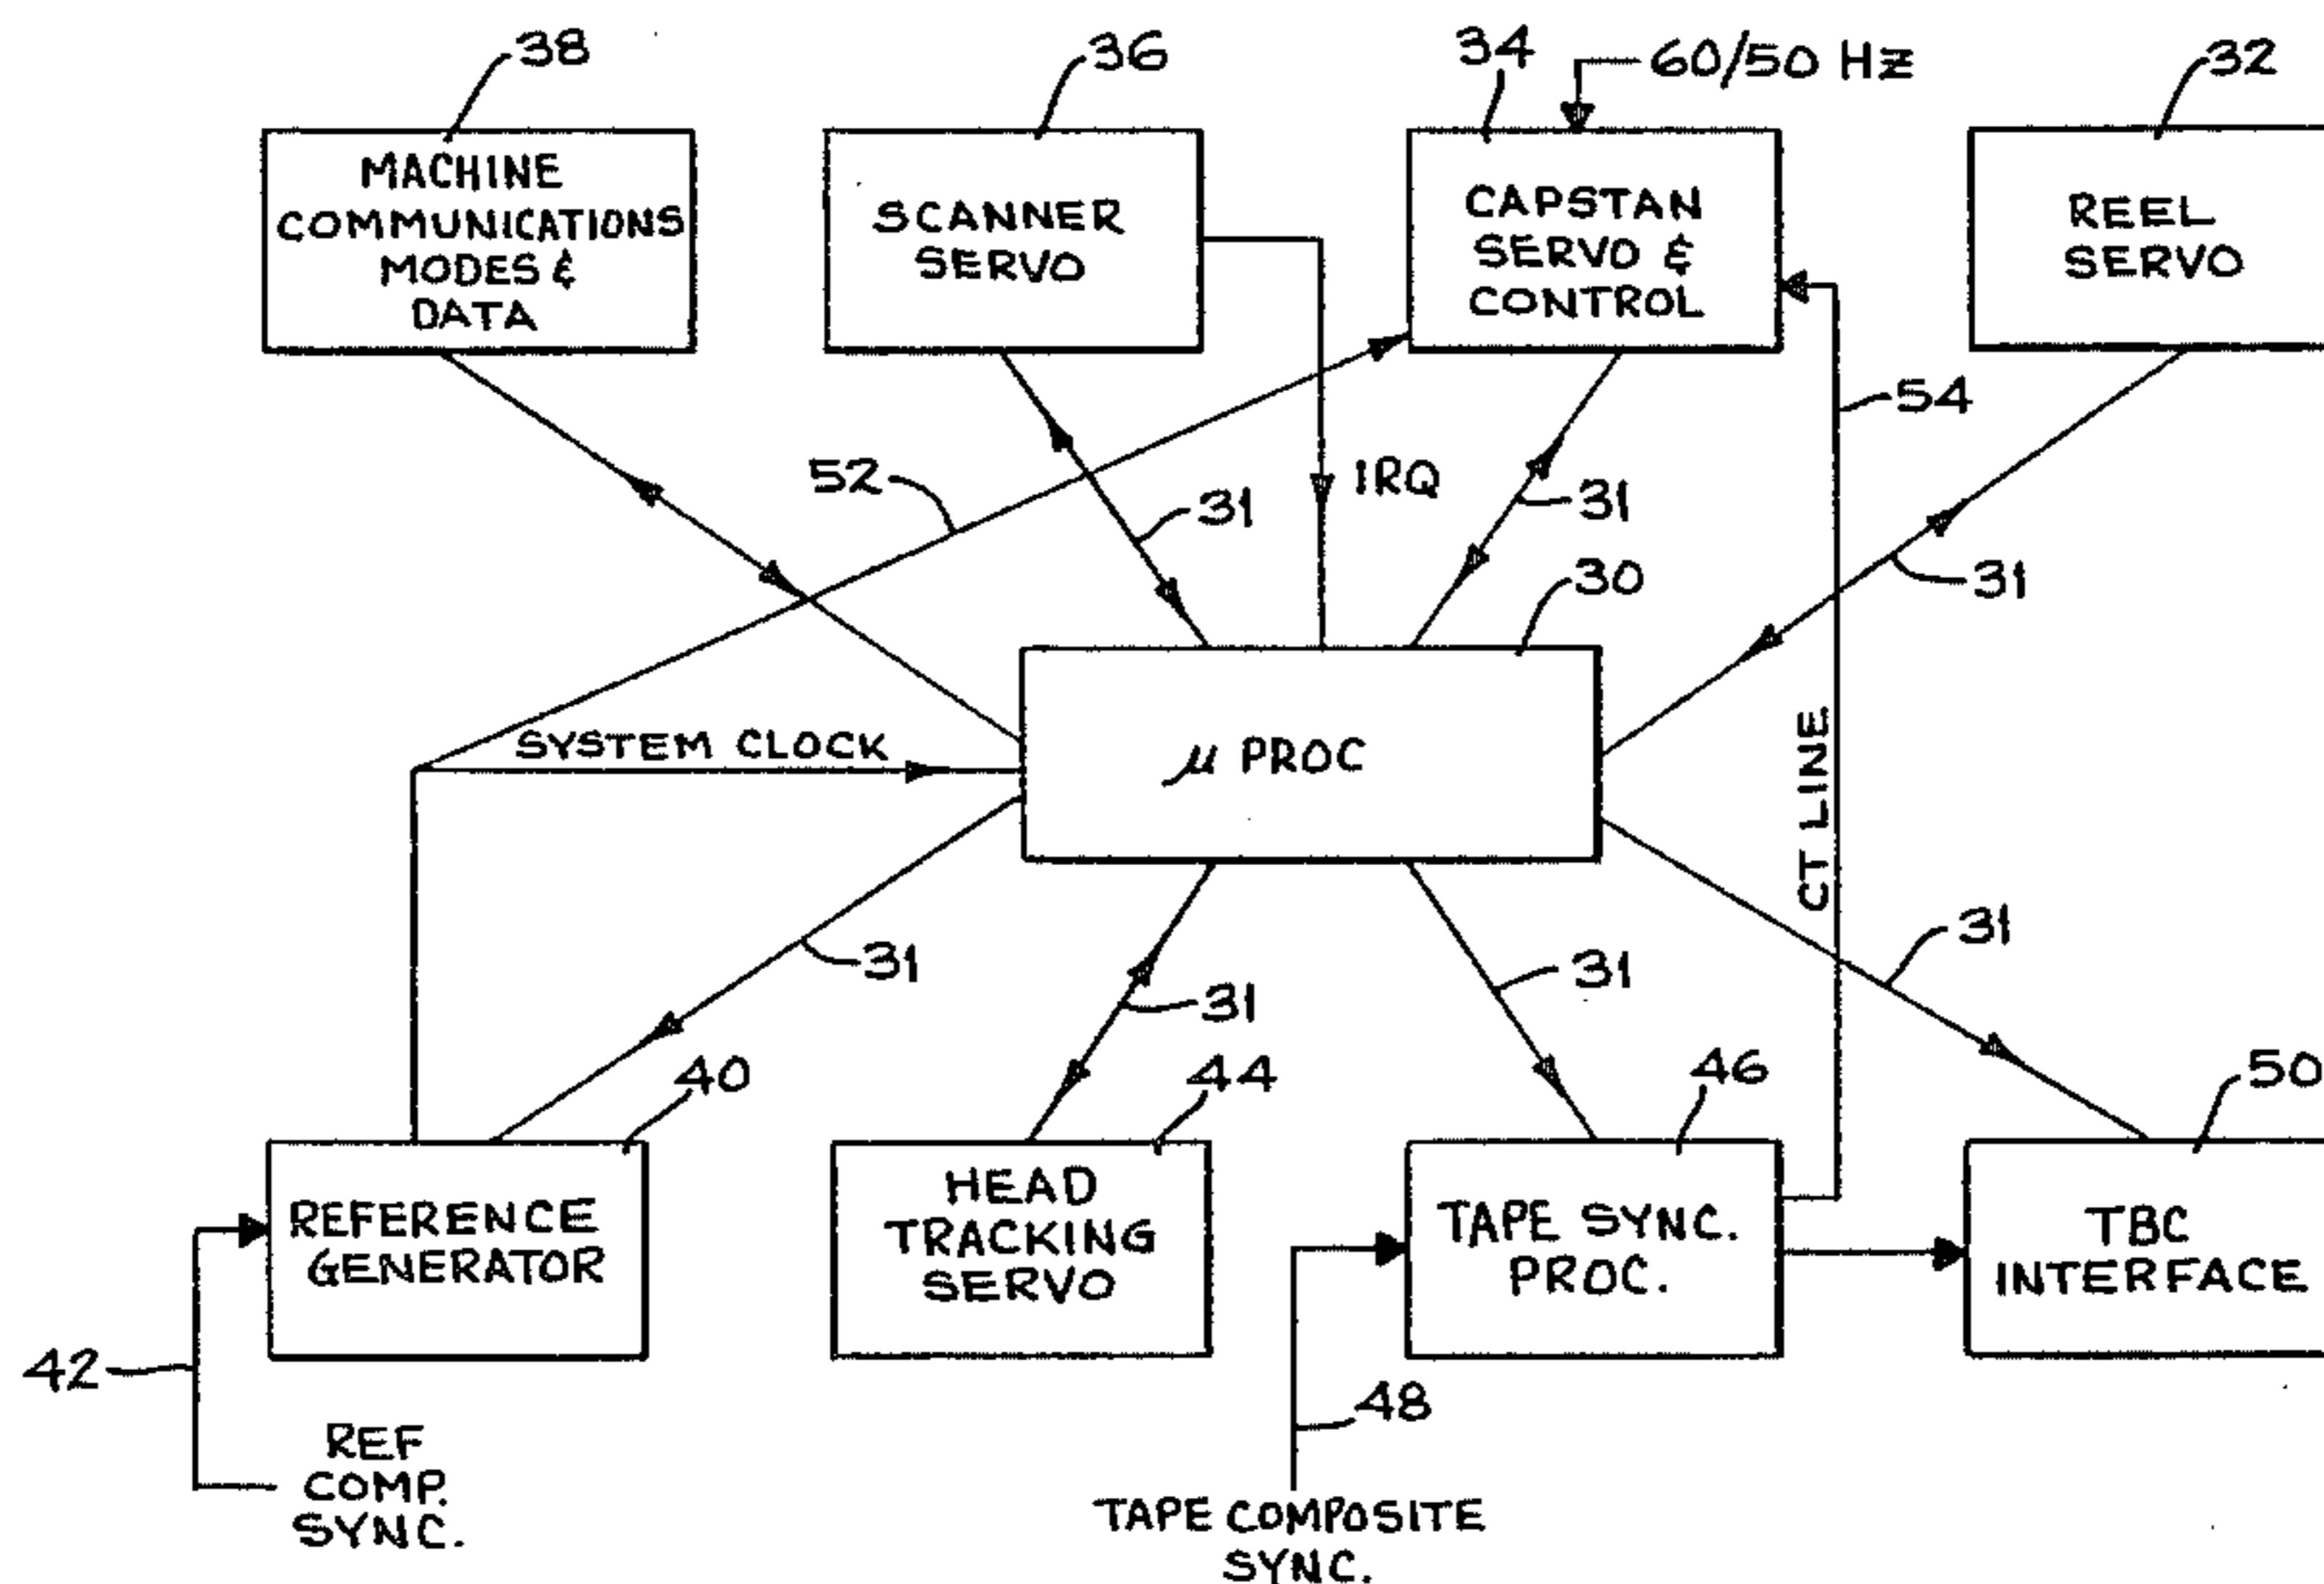 38
36
34
60/50 Hz
32
MACHINE
COMMUNICATIONS
MODES &
DATA
SCANNER
SERVO
CAPSTAN
SERVO &
CONTROL
REEL
SERVO
54
52
31
IRQ
31
30
31
SYSTEM CLOCK
μ PROC
CT LINE
31
31
31
31
40
44
46
50
REFERENCE
GENERATOR
HEAD
TRACKING
SERVO
TAPE SYNC.
PROC.
TBC
INTERFACE
42
48
REF
COMP.
SYNC.
TAPE COMPOSITE
SYNC.